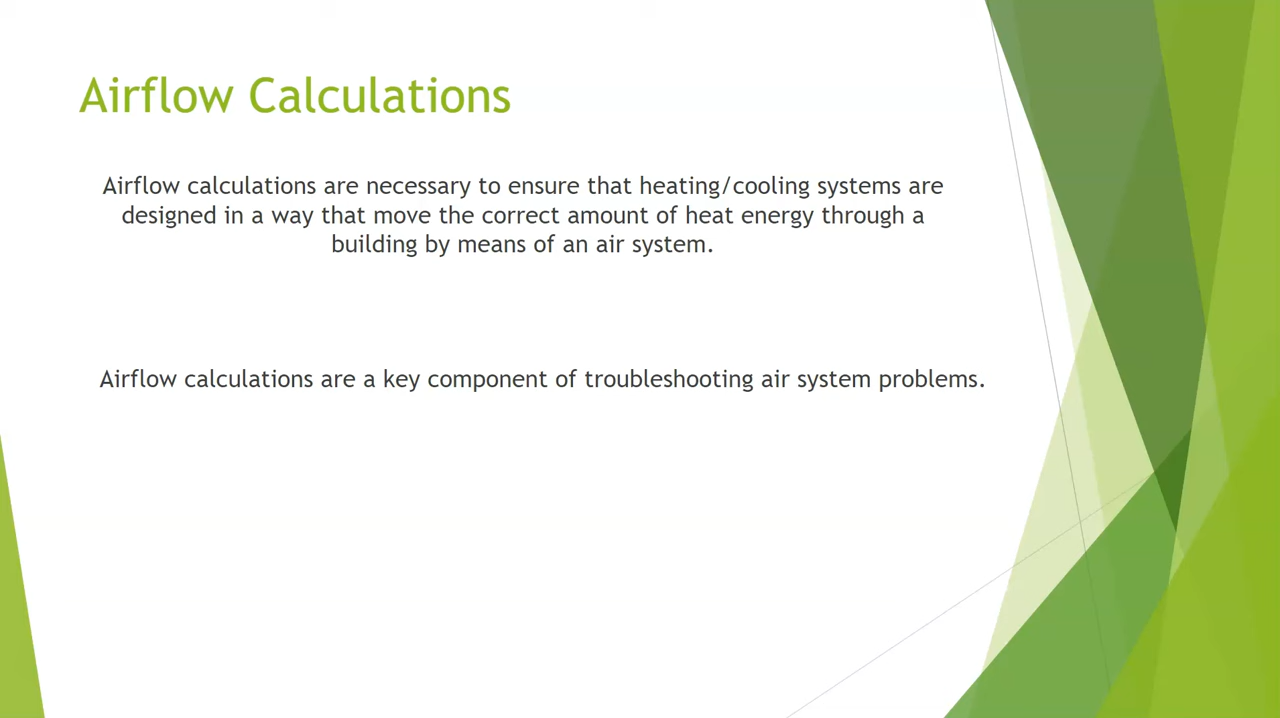 Airflow Calculations
Airflow calculations are necessary to ensure that heating/cooling systems are
designed in a way that move the correct amount of heat energy through a
building by means of an air system.
Airflow calculations are a key component of troubleshooting air system problems.